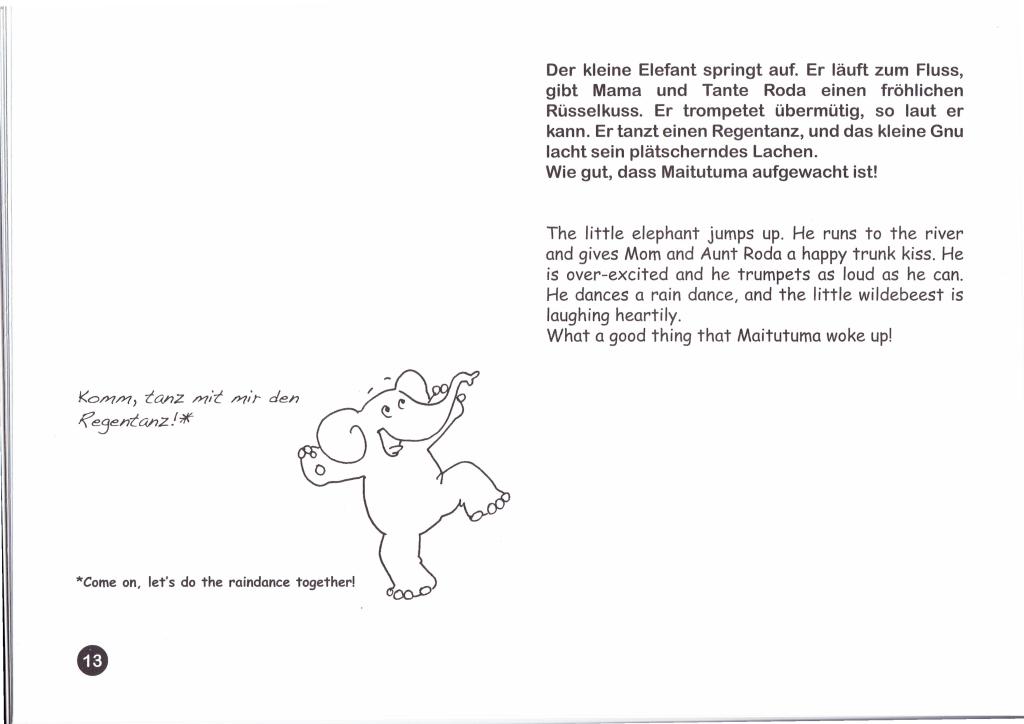 Der kleine Elefant springt auf. Er läuft zum Fluss,
gibt Mama und Tante Roda einen fröhlichen
Rüsselkuss. Er trompetet übermütig, so laut er
kann. Er tanzt einen Regentanz, und das kleine Gnu
lacht sein plätscherndes Lachen.
Wie gut, dass Maitutuma aufgewacht ist!
The little elephant jumps up. He runs to the river
and gives Mom and Aunt Roda a happy trunk kiss. He
is over-excited and he trumpets as loud as he can.
He dances a rain dance, and the little wildebeest is
laughing heartily.
What a good thing that Maitutuma woke up!
Komm, tanz mit mir den
Regentanz!*
*Come on, let's do the raindance together!
13